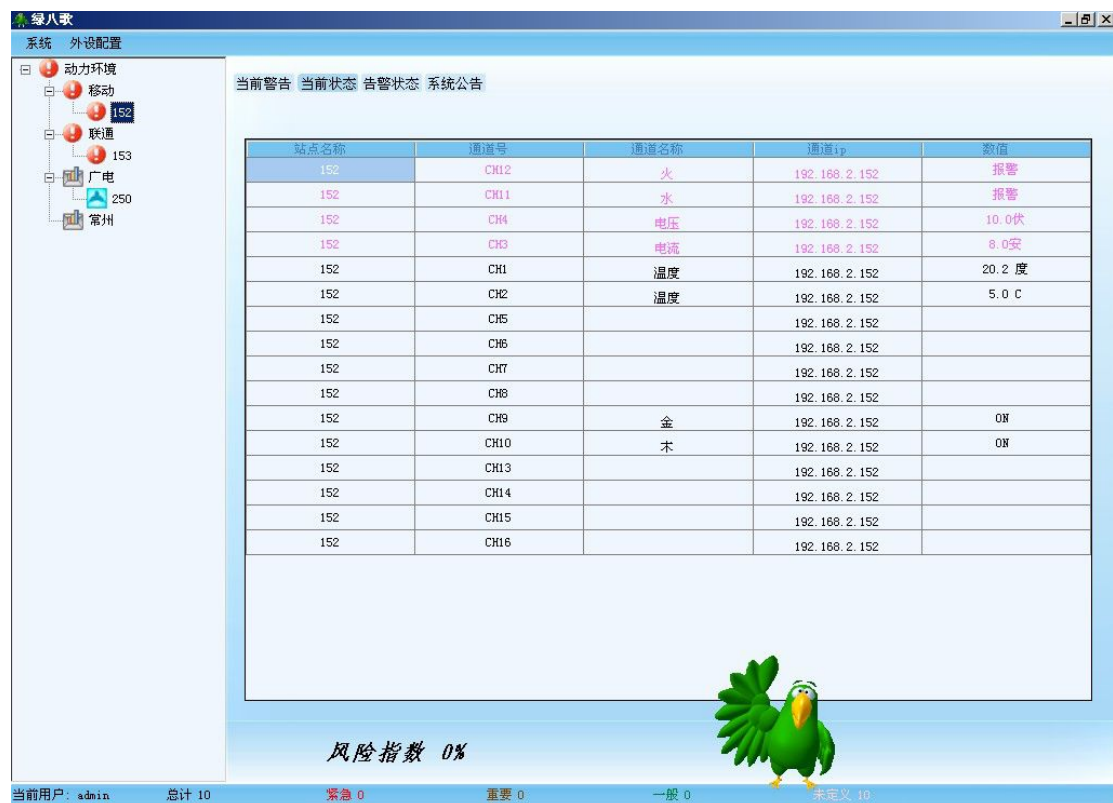 绿八歌
系统 外设配置
动力环境
移动
152
联通
153
广电
250
常州
当前警告 当前状态 告警状态 系统公告
站点名称 通道号 通道名称 通道ip 数值
152 CH12 火 192.168.2.152 报警
152 CH11 水 192.168.2.152 报警
152 CH4 电压 192.168.2.152 10.0伏
152 CH3 电流 192.168.2.152 8.0安
152 CH1 温度 192.168.2.152 20.2 度
152 CH2 温度 192.168.2.152 5.0 C
152 CH5 192.168.2.152
152 CH6 192.168.2.152
152 CH7 192.168.2.152
152 CH8 192.168.2.152
152 CH9 金 192.168.2.152 ON
152 CH10 木 192.168.2.152 ON
152 CH13 192.168.2.152
152 CH14 192.168.2.152
152 CH15 192.168.2.152
152 CH16 192.168.2.152
风险指数 0%
当前用户: admin 总计 10 紧急 0 重要 0 一般 0 未定义 10